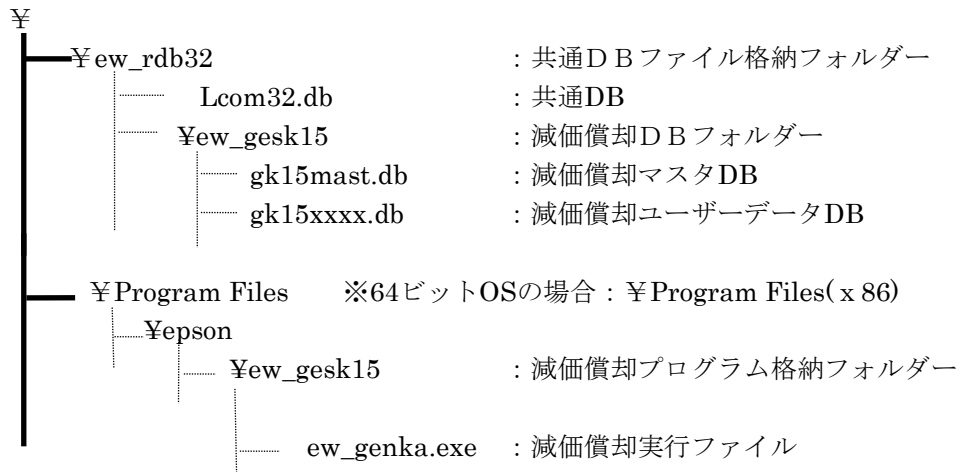 ¥
¥ew_rdb32 :共通DBファイル格納フォルダー
Lcom32.db :共通DB
¥ew_gesk15 :減価償却DBフォルダー
gk15mast.db :減価償却マスタDB
gk15xxxx.db :減価償却ユーザーデータDB
¥Program Files ※64ビットOSの場合:¥Program Files(x 86)
¥epson
¥ew_gesk15 :減価償却プログラム格納フォルダー
ew_genka.exe :減価償却実行ファイル